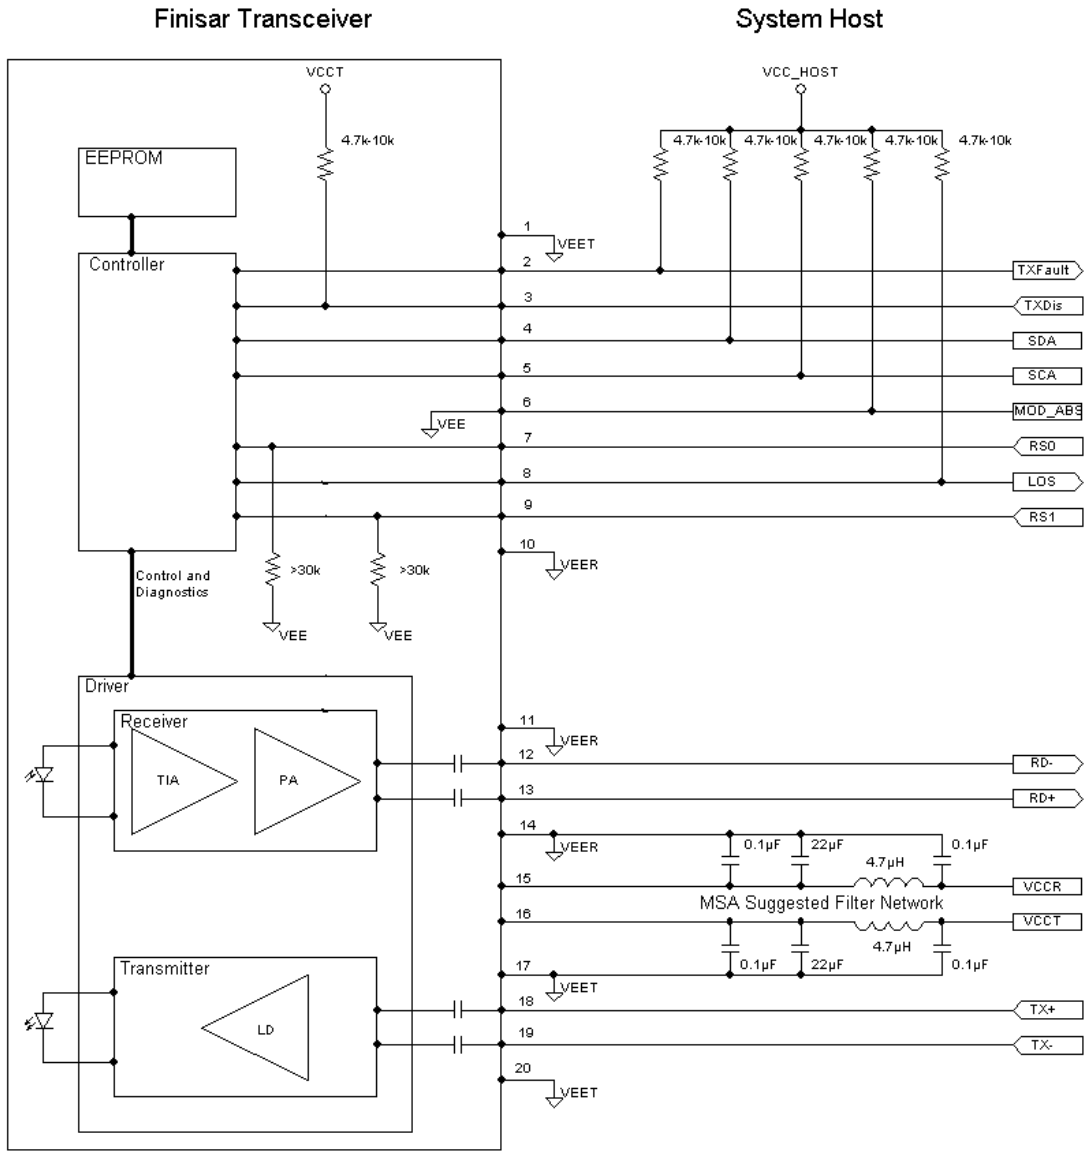 Finisar Transceiver
System Host
VCCT
VCC_HOST
4.7k-10k
4.7k-10k
4.7k-10k
4.7k-10k
4.7k-10k
4.7k-10k
EEPROM
1
VEET
Controller
2
TXFault
3
TXDis
4
SDA
5
SCA
6
MOD_ABS
VEE
7
RS0
8
LOS
9
RS1
10
VEER
>30k
>30k
Control and
Diagnostics
VEE
VEE
Driver
Receiver
11
VEER
12
RD-
TIA
PA
13
RD+
14
VEER
0.1µF
22µF
0.1µF
4.7µH
15
VCCR
MSA Suggested Filter Network
16
VCCT
4.7µH
0.1µF
22µF
0.1µF
Transmitter
17
VEET
18
TX+
LD
19
TX-
20
VEET